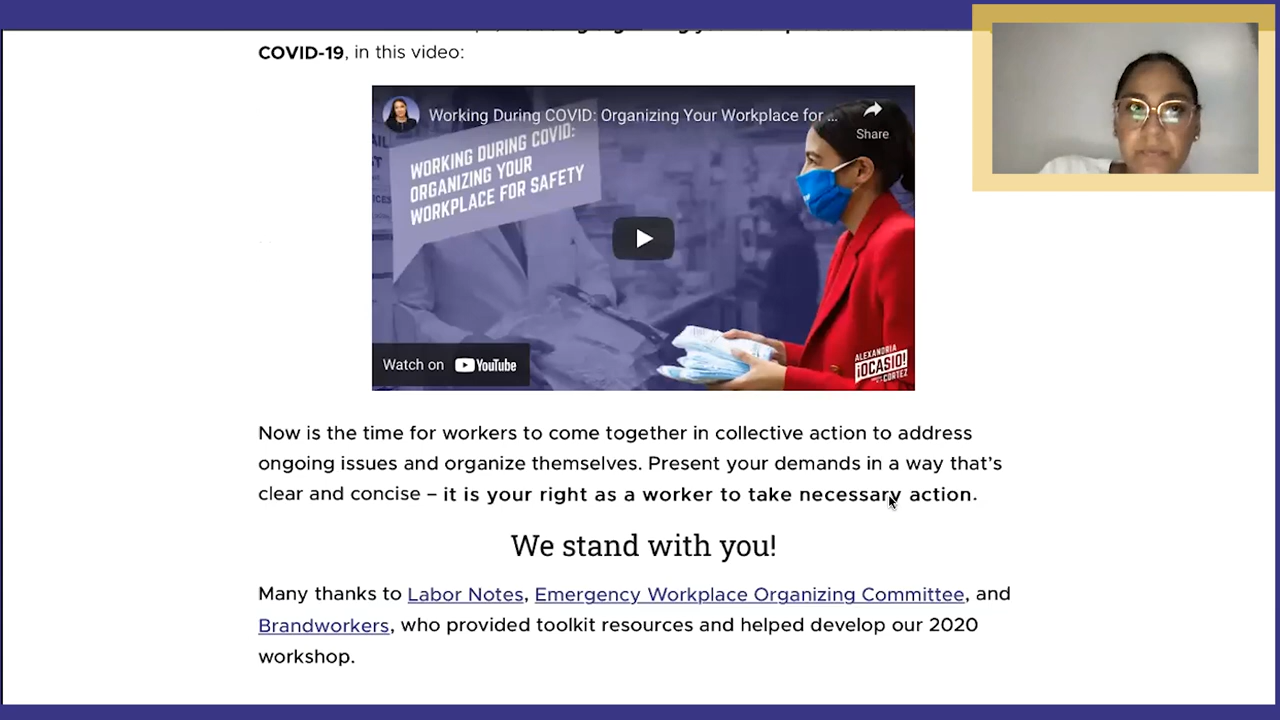 COVID-19, in this video:
Working During COVID: Organizing Your Workplace for ...
Share
WORKING DURING COVID:
ORGANIZING YOUR
WORKPLACE FOR SAFETY
Watch on YouTube
ALEXANDRIA
¡OCASIO!
CORTEZ
Now is the time for workers to come together in collective action to address
ongoing issues and organize themselves. Present your demands in a way that's
clear and concise – it is your right as a worker to take necessary action.
We stand with you!
Many thanks to Labor Notes, Emergency Workplace Organizing Committee, and
Brandworkers, who provided toolkit resources and helped develop our 2020
workshop.